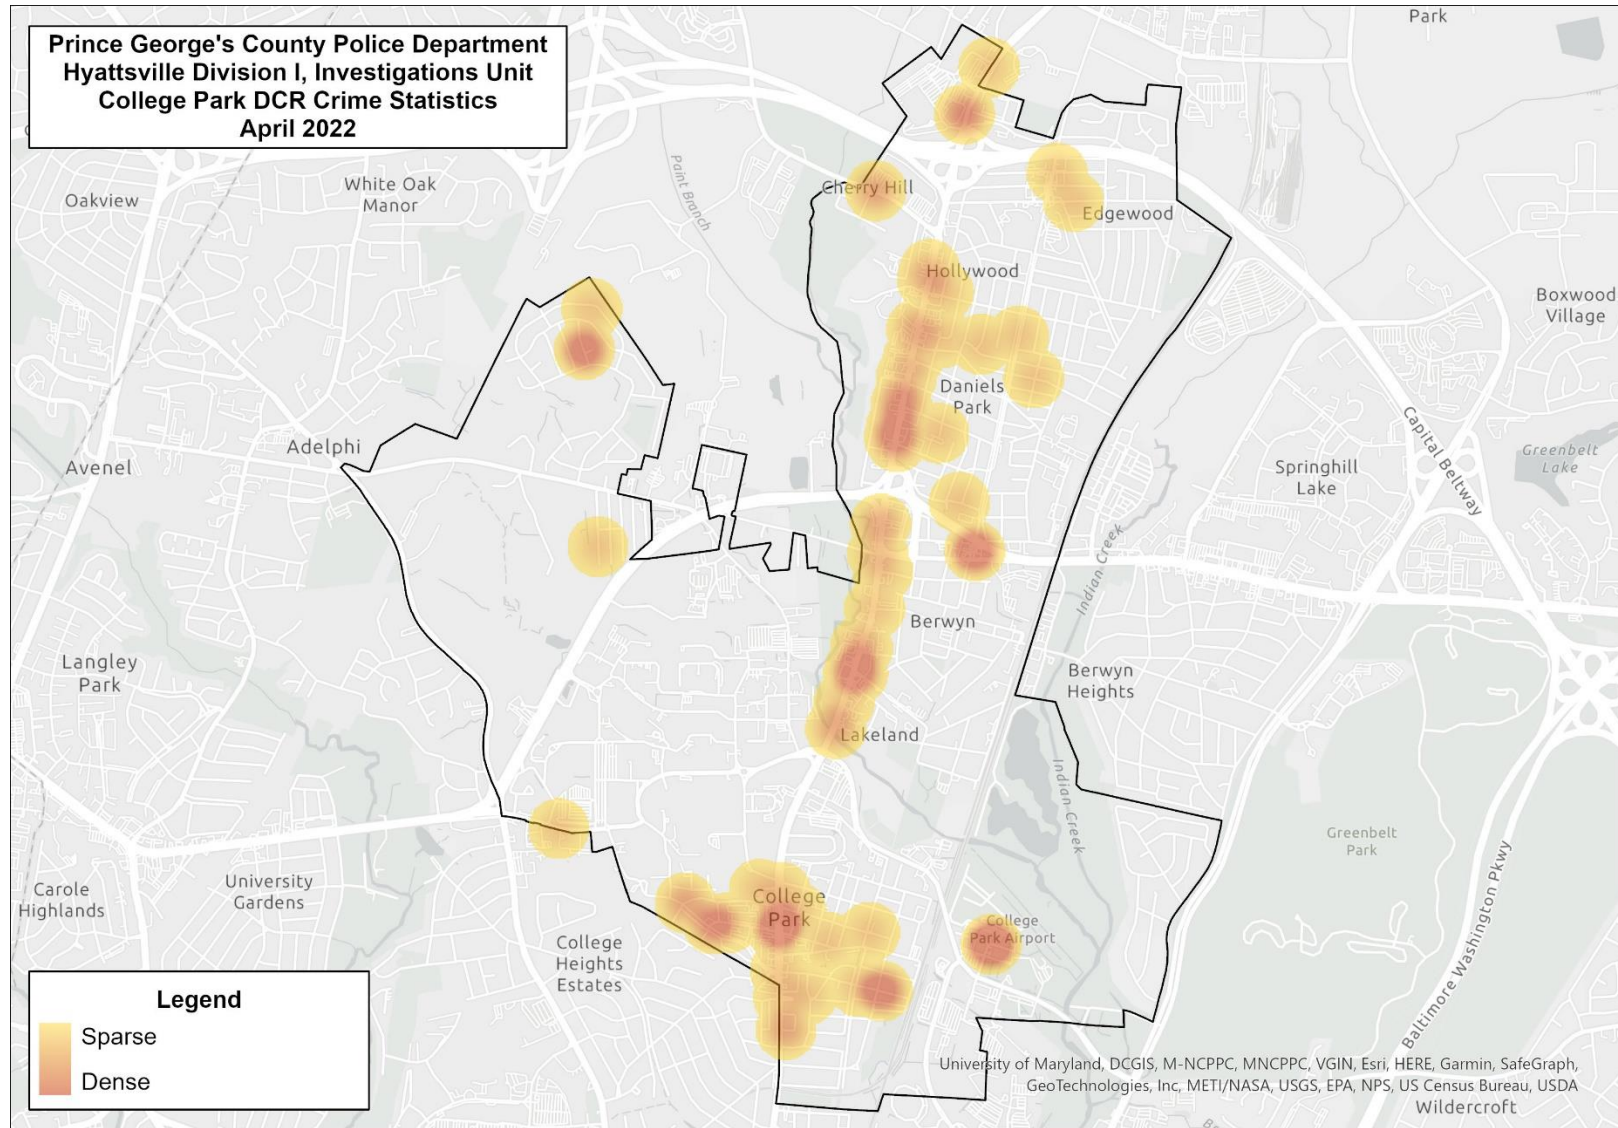 Prince George's County Police Department
Hyattsville Division I, Investigations Unit
College Park DCR Crime Statistics
April 2022
Park
Oakview
White Oak
Manor
Paint Branch
Cherry Hill
Edgewood
Hollywood
Boxwood
Village
Daniels
Park
Adelphi
Avenel
Capital Beltway
Springhill
Lake
Greenbelt
Lake
Indian Creek
Berwyn
Berwyn
Heights
Langley
Park
Lakeland
Indian Creek
Greenbelt
Park
Baltimore Washington Pkwy
Carole
Highlands
University
Gardens
College
Park
College
Park Airport
College
Heights
Estates
Legend
Sparse
Dense
University of Maryland, DCGIS, M-NCPPC, MNCPPC, VGIN, Esri, HERE, Garmin, SafeGraph,
GeoTechnologies, Inc, METI/NASA, USGS, EPA, NPS, US Census Bureau, USDA
Wildercroft